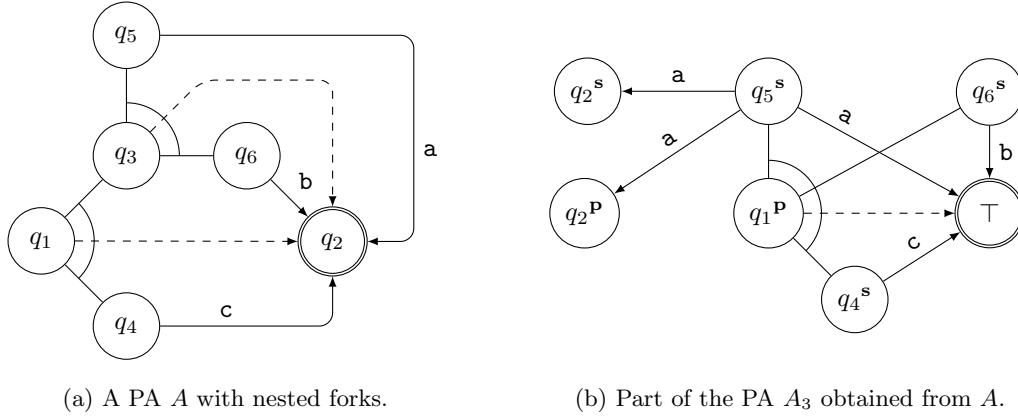 q₅
q₃
q₆
b
a
q₁
q₂
q₄
c
(a) A PA A with nested forks.
q₂ˢ
a
q₅ˢ
q₆ˢ
a
a
b
q₂ᵖ
q₁ᵖ
⊤
c
q₄ˢ
(b) Part of the PA A₃ obtained from A.